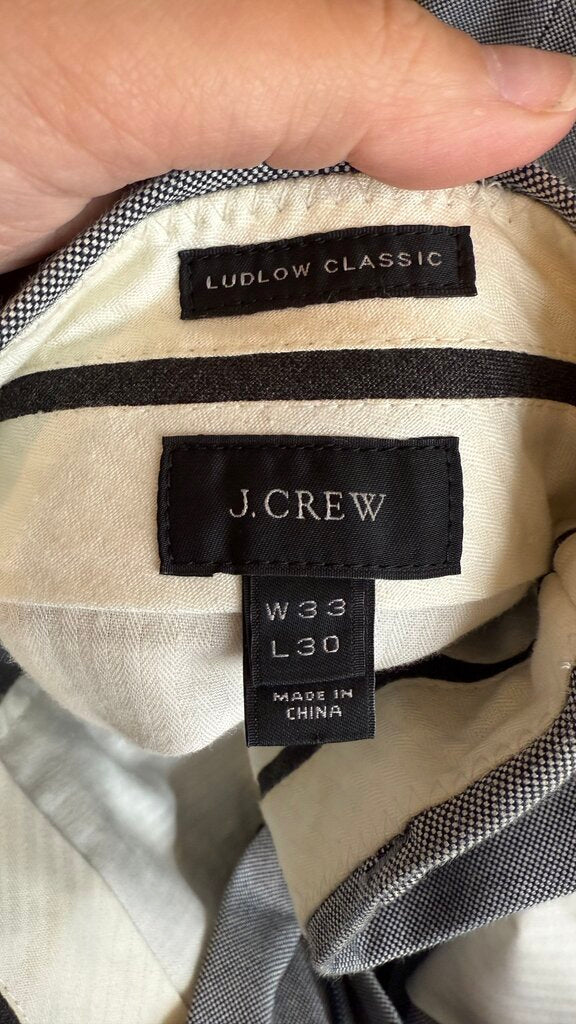 LUDLOW CLASSIC
J.CREW
W33
L30
MADE IN
CHINA